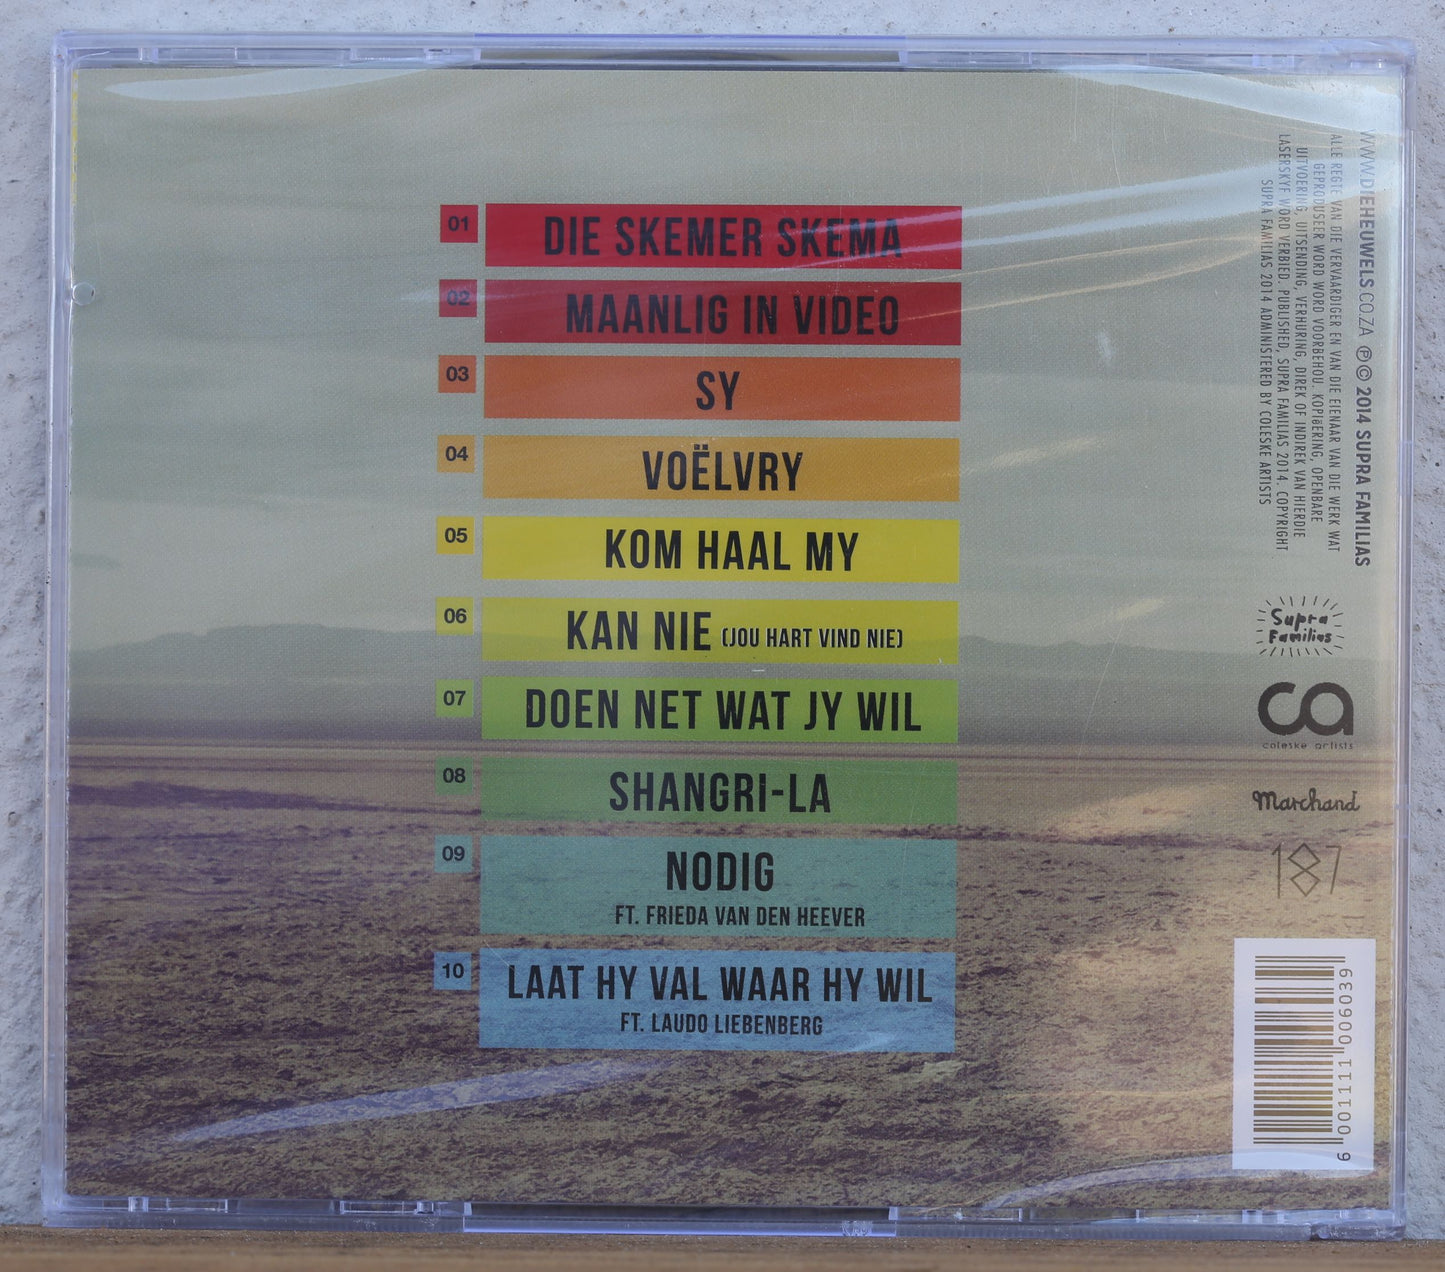 01 DIE SKEMER SKEMA
02 MAANLIG IN VIDEO
03 SY
04 VOËLVRY
05 KOM HAAL MY
06 KAN NIE (JOU HART VIND NIE)
07 DOEN NET WAT JY WIL
08 SHANGRI-LA
09 NODIG
FT. FRIEDA VAN DEN HEEVER
10 LAAT HY VAL WAAR HY WIL
FT. LAUDO LIEBENBERG
WWW.DIEHEUWELS.CO.ZA ℗© 2014 SUPRA FAMILIAS
ALLE REGTE VAN DIE VERVAARDIGER EN VAN DIE EIENAAR VAN DIE WERK WAT
GEPRODUSEER WORD WORD VOORBEHOU. KOPIëERING, OPENBARE
UITVOERING, UITSENDING, VERHURING, DIREK OF INDIREK VAN HIERDIE
LASERSKYF WORD VERBIED. PUBLISHED, SUPRA FAMILIAS 2014. COPYRIGHT
SUPRA FAMILIAS 2014 ADMINISTERED BY COLESKE ARTISTS
Supra
Familias
ca
coleske artists
Marchand
187
9 001111 009039